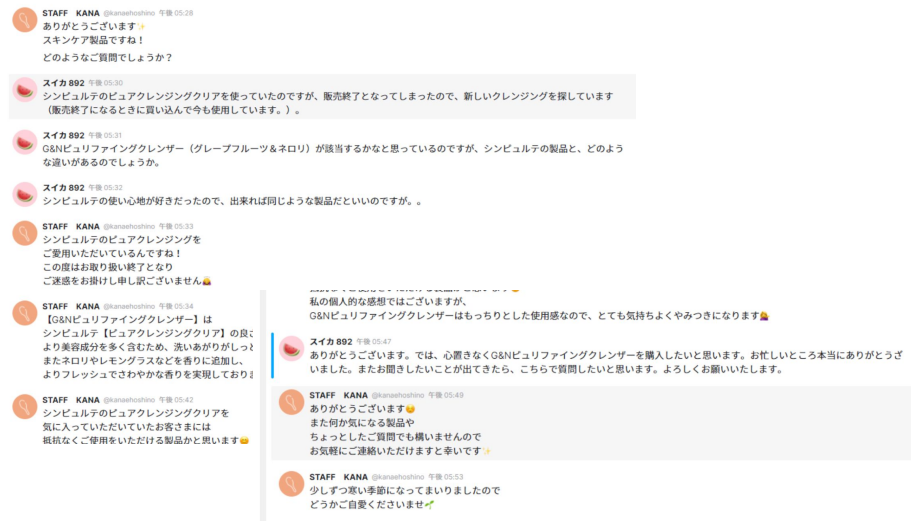 STAFF KANA @kanaehoshino 午後 05:28
ありがとうございます✨
スキンケア製品ですね！
どのようなご質問でしょうか？
スイカ892 午後 05:30
シンピュルテのピュアクレンジングクリアを使っていたのですが、販売終了となってしまったので、新しいクレンジングを探しています
（販売終了になるときに買い込んで今も使用しています。）。
スイカ892 午後 05:31
G&Nピュリファイングクレンザー（グレープフルーツ＆ネロリ）が該当するかなと思っているのですが、シンピュルテの製品と、どのよう
な違いがあるのでしょうか。
スイカ892 午後 05:32
シンピュルテの使い心地が好きだったので、出来れば同じような製品だといいのですが。。
STAFF KANA @kanaehoshino 午後 05:33
シンピュルテのピュアクレンジングを
ご愛用いただいているんですね！
この度はお取り扱い終了となり
ご迷惑をお掛けし申し訳ございません🙇
STAFF KANA @kanaehoshino 午後 05:34
【G&Nピュリファイングクレンザー】は
シンピュルテ【ピュアクレンジングクリア】の良さ
より美容成分を多く含むため、洗いあがりがしっと
またネロリやレモングラスなどを香りに追加し、
よりフレッシュでさわやかな香りを実現しており
STAFF KANA @kanaehoshino 午後 05:42
シンピュルテのピュアクレンジングクリアを
気に入っていただいていたお客さまには
抵抗なくご使用をいただける製品かと思います😊
私の個人的な感想ではございますが、
G&Nピュリファイングクレンザーはもっちりとした使用感なので、とても気持ちよくやみつきになります🙋‍♀️
スイカ892 午後 05:47
ありがとうございます。では、心置きなくG&Nピュリファイングクレンザーを購入したいと思います。お忙しいところ本当にありがとうござ
いました。またお聞きしたいことが出てきたら、こちらで質問したいと思います。よろしくお願いいたします。
STAFF KANA @kanaehoshino 午後 05:49
ありがとうございます😊
また何か気になる製品や
ちょっとしたご質問でも構いませんので
お気軽にご連絡いただけますと幸いです✨
STAFF KANA @kanaehoshino 午後 05:53
少しずつ寒い季節になってまいりましたので
どうかご自愛くださいませ🌱